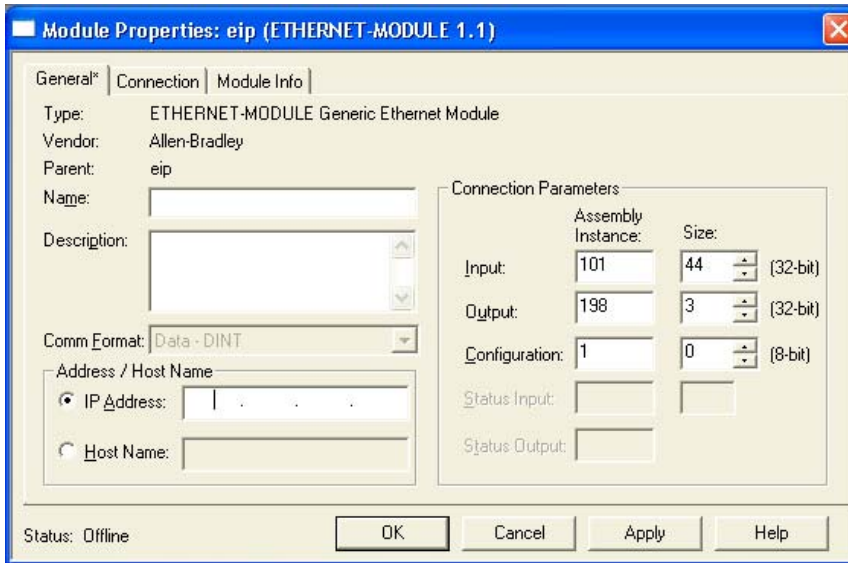 Module Properties: eip (ETHERNET-MODULE 1.1)
General* Connection Module Info
Type: ETHERNET-MODULE Generic Ethernet Module
Vendor: Allen-Bradley
Parent: eip
Name:
Description:
Comm Format: Data - DINT
Address / Host Name
IP Address: . . .
Host Name:
Connection Parameters
Assembly
Instance: Size:
Input: 101 44 (32-bit)
Output: 198 3 (32-bit)
Configuration: 1 0 (8-bit)
Status Input:
Status Output:
Status: Offline OK Cancel Apply Help